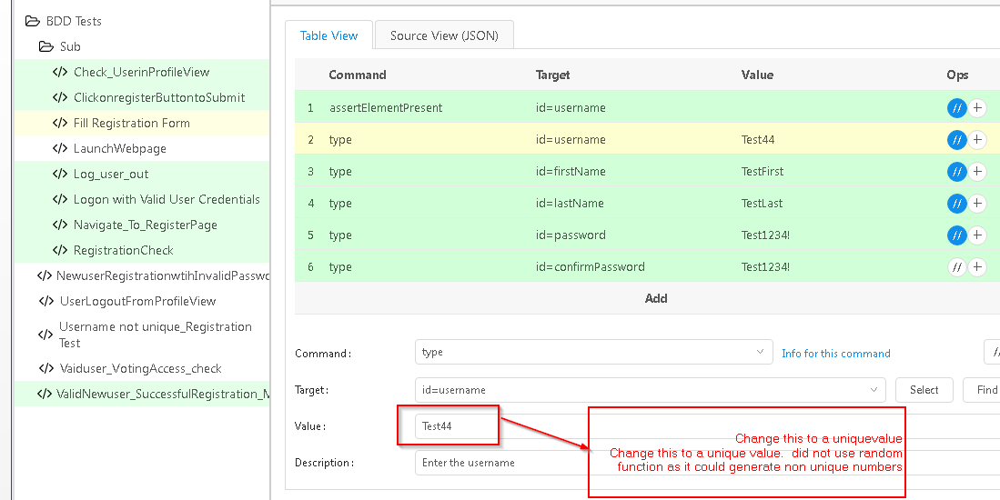 BDD Tests
Sub
</> Check_UserinProfileView
</> ClickonregisterButtontoSubmit
</> Fill Registration Form
</> LaunchWebpage
</> Log_user_out
</> Logon with Valid User Credentials
</> Navigate_To_RegisterPage
</> RegistrationCheck
</> NewuserRegistrationwtihInvalidPasswo
</> UserLogoutFromProfileView
</> Username not unique_Registration
Test
</> Vaiduser_VotingAccess_check
</> ValidNewuser_SuccessfulRegistration_M
Table View Source View (JSON)
Command Target Value Ops
1 assertElementPresent id=username // +
2 type id=username Test44 // +
3 type id=firstName TestFirst // +
4 type id=lastName TestLast // +
5 type id=password Test1234! // +
6 type id=confirmPassword Test1234! // +
Add
Command: type Info for this command //
Target: id=username Select Find
Value: Test44
Description: Enter the username
Change this to a uniquevalue
Change this to a unique value. did not use random
function as it could generate non unique numbers